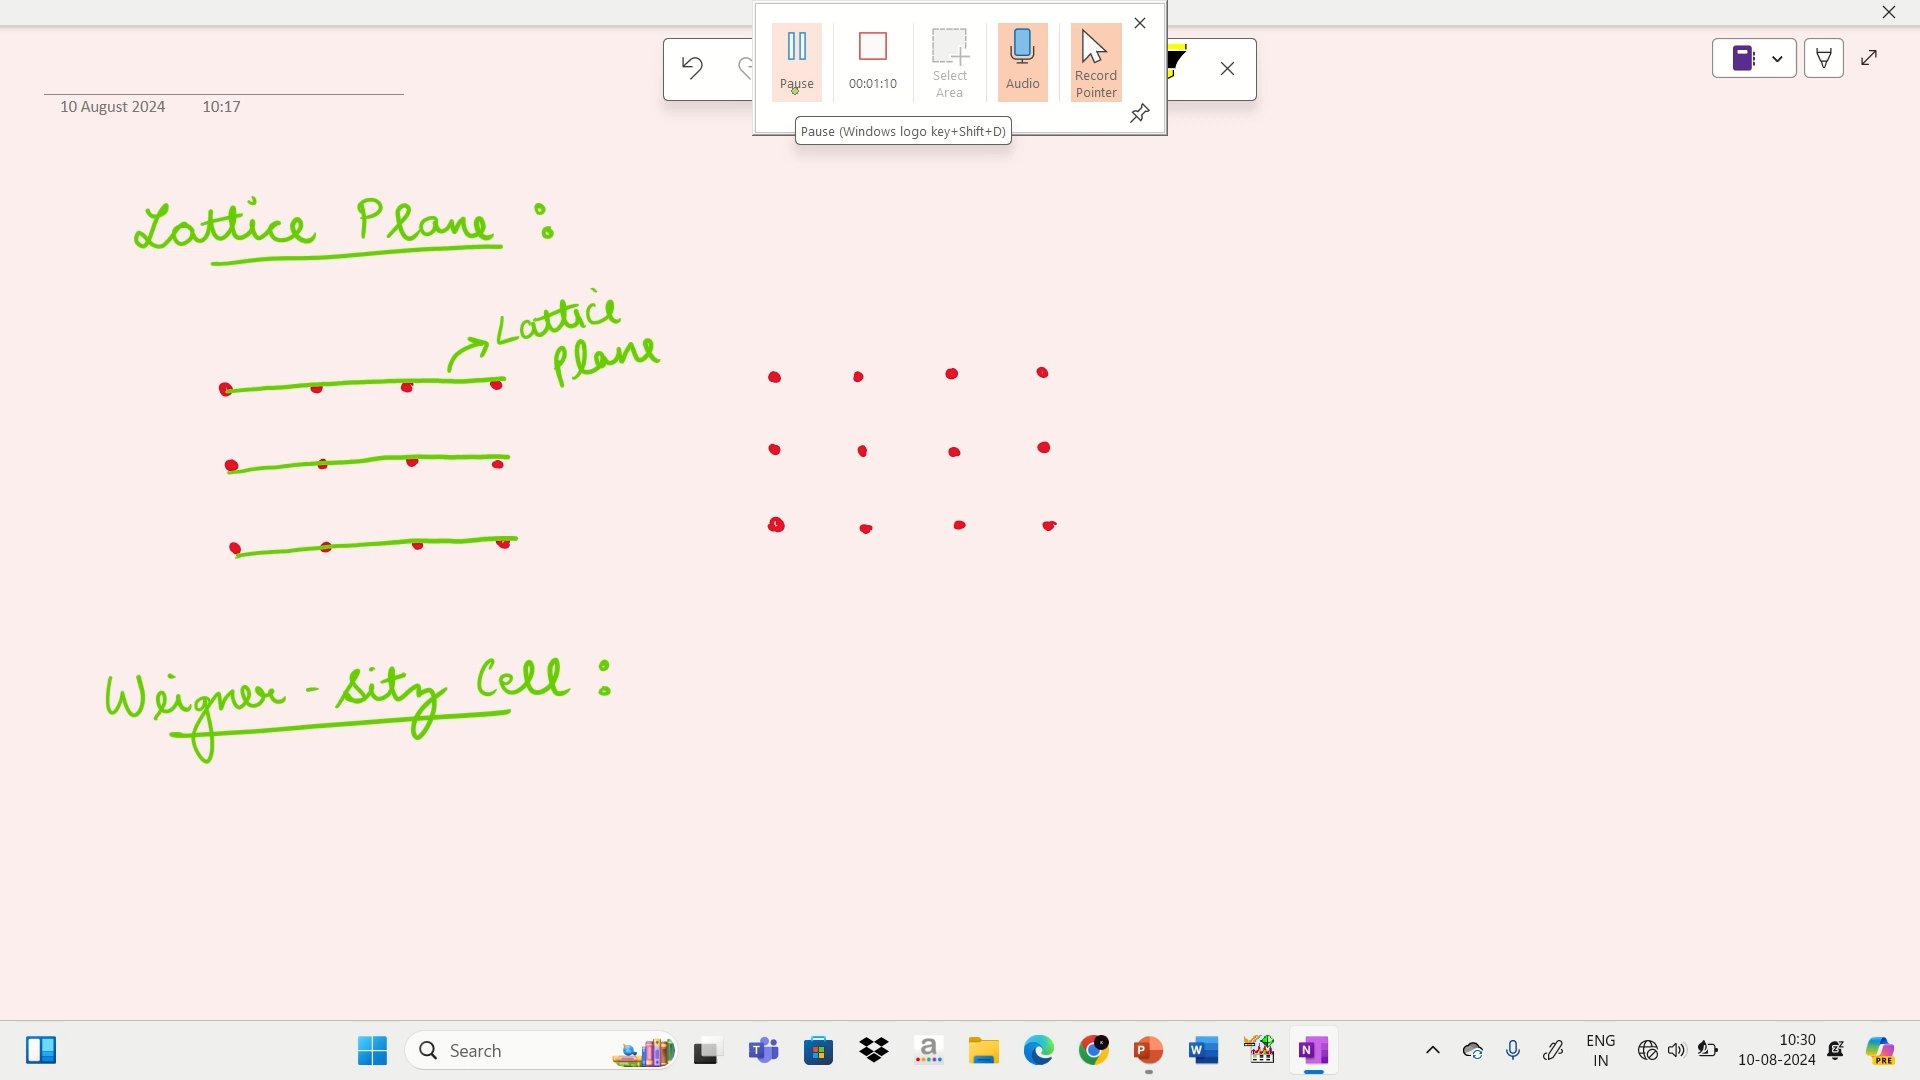 Pause
00:01:10
Select
Area
Audio
Record
Pointer
Pause (Windows logo key+Shift+D)
10 August 2024 10:17
Lattice Plane :
Lattice
Plane
Weigner - Sitz Cell :
Search
ENG
IN
10:30
10-08-2024
PRE